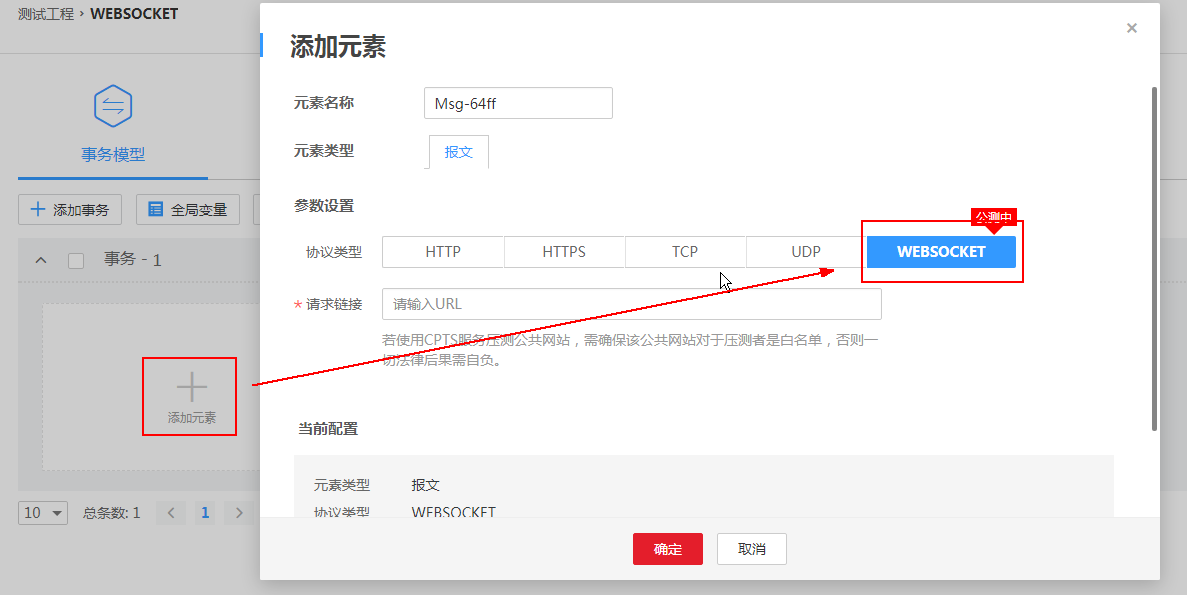 测试工程 › WEBSOCKET
事务模型
添加事务
全局变量
事务 - 1
添加元素
10
总条数: 1
1
添加元素
元素名称
Msg-64ff
元素类型
报文
参数设置
公测中
协议类型
HTTP
HTTPS
TCP
UDP
WEBSOCKET
* 请求链接
请输入URL
若使用CPTS服务压测公共网站，需确保该公共网站对于压测者是白名单，否则一
切法律后果需自负。
当前配置
元素类型
报文
协议类型
WEBSOCKET
确定
取消